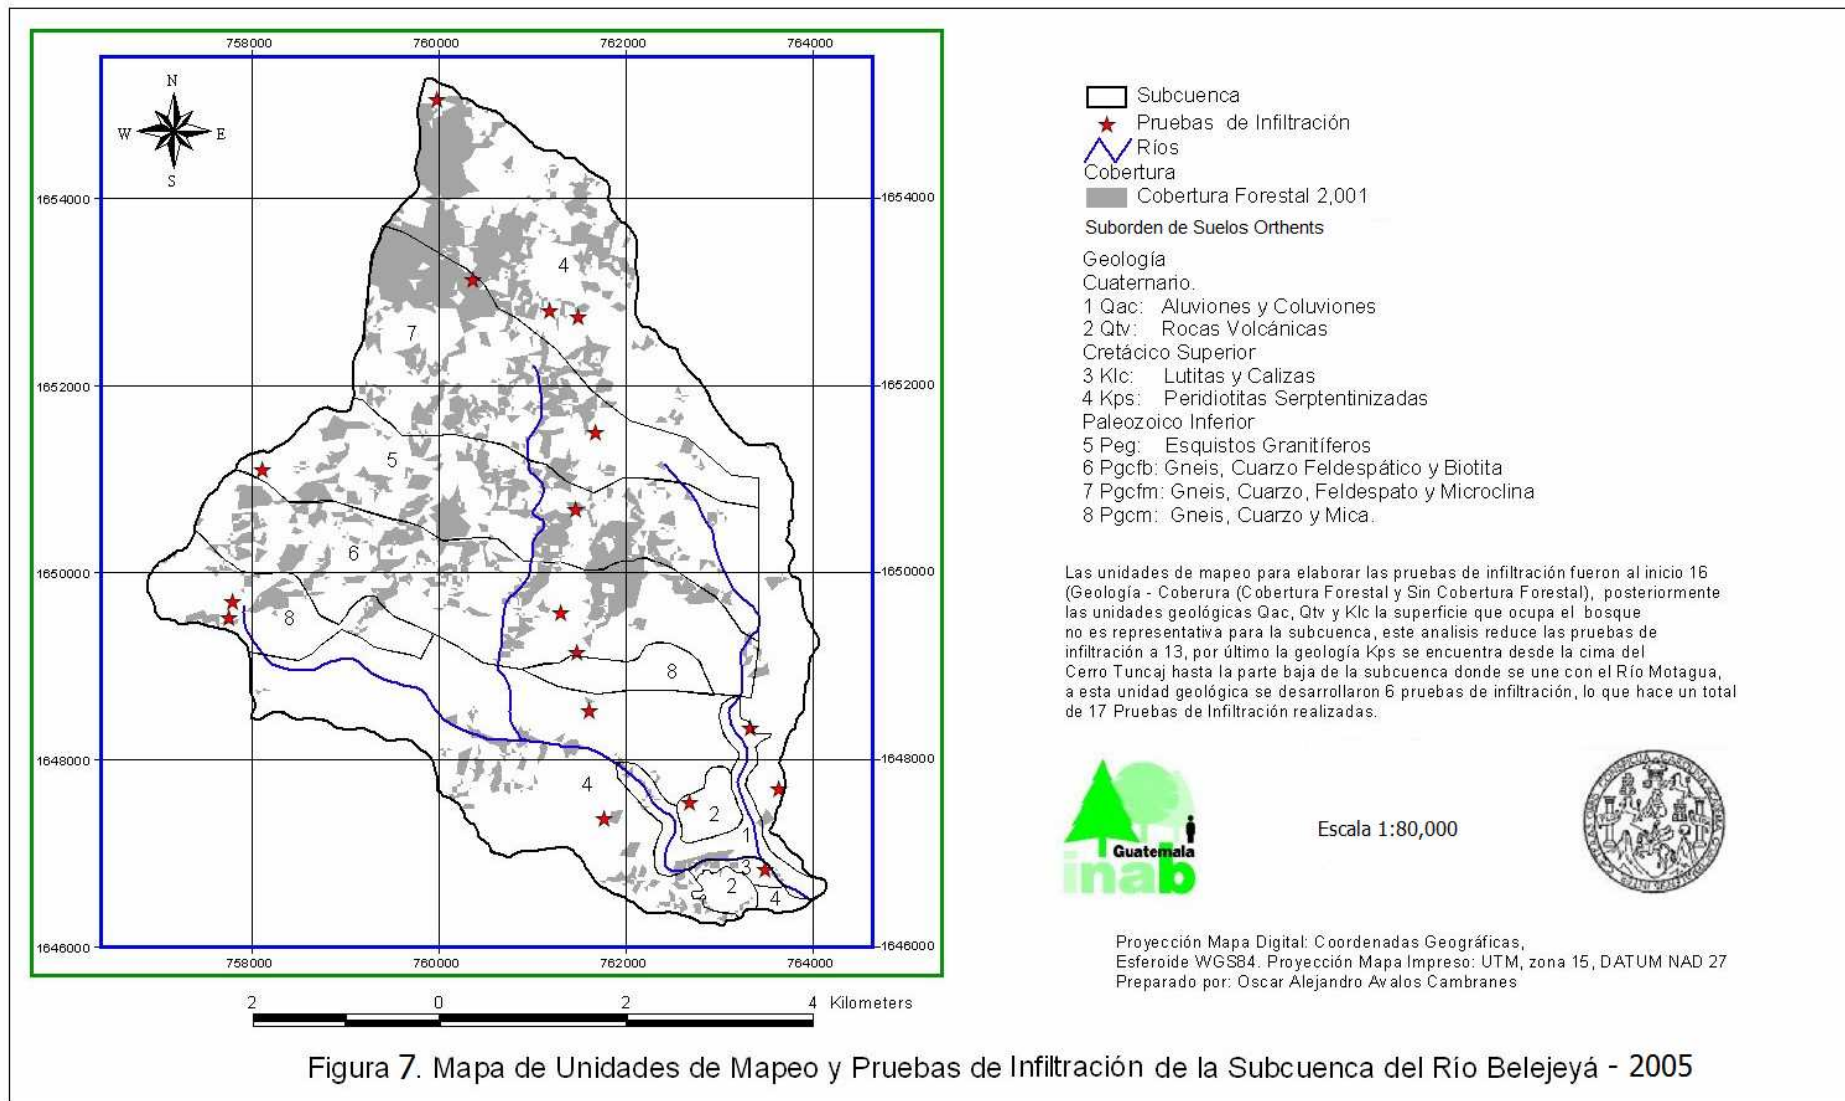 758000
760000
762000
764000
N
W
E
S
1654000
1654000
4
7
1652000
1652000
5
6
1650000
1650000
8
8
1648000
1648000
4
2
1
3
2
4
1646000
1646000
758000
760000
762000
764000
2
0
2
4 Kilometers
Subcuenca
Pruebas de Infiltración
Ríos
Cobertura
Cobertura Forestal 2,001
Suborden de Suelos Orthents
Geología
Cuaternario.
1 Qac: Aluviones y Coluviones
2 Qtv: Rocas Volcánicas
Cretácico Superior
3 Klc: Lutitas y Calizas
4 Kps: Peridiotitas Serptentinizadas
Paleozoico Inferior
5 Peg: Esquistos Granitíferos
6 Pgcfb: Gneis, Cuarzo Feldespático y Biotita
7 Pgcfm: Gneis, Cuarzo, Feldespato y Microclina
8 Pgcm: Gneis, Cuarzo y Mica.
Las unidades de mapeo para elaborar las pruebas de infiltración fueron al inicio 16
(Geología - Coberura (Cobertura Forestal y Sin Cobertura Forestal), posteriormente
las unidades geológicas Qac, Qtv y Klc la superficie que ocupa el bosque
no es representativa para la subcuenca, este analisis reduce las pruebas de
infiltración a 13, por último la geología Kps se encuentra desde la cima del
Cerro Tuncaj hasta la parte baja de la subcuenca donde se une con el Río Motagua,
a esta unidad geológica se desarrollaron 6 pruebas de infiltración, lo que hace un total
de 17 Pruebas de Infiltración realizadas.
Guatemala
inab
Escala 1:80,000
Proyección Mapa Digital: Coordenadas Geográficas,
Esferoide WGS84. Proyección Mapa Impreso: UTM, zona 15, DATUM NAD 27
Preparado por: Oscar Alejandro Avalos Cambranes
Figura 7. Mapa de Unidades de Mapeo y Pruebas de Infiltración de la Subcuenca del Río Belejeyá - 2005